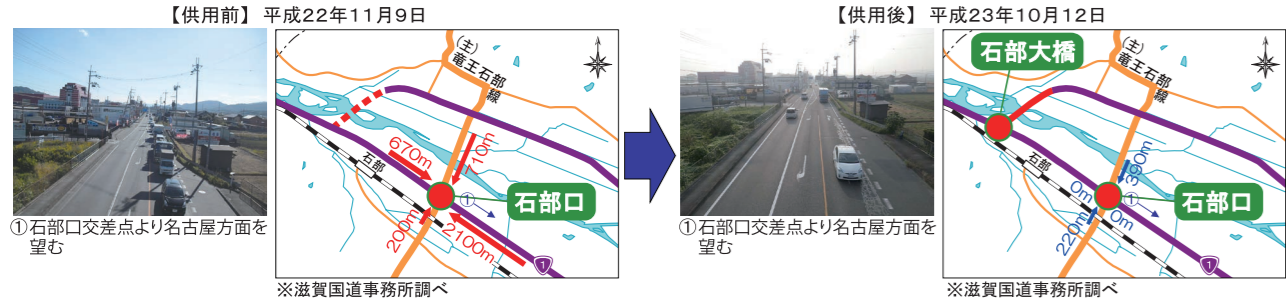 【供用前】 平成22年11月9日
(主)
竜王石部線
670m
710m
石部
①
石部口
200m
2100m
1
①石部口交差点より名古屋方面を
望む
※滋賀国道事務所調べ
【供用後】 平成23年10月12日
石部大橋
(主)
竜王石部線
石部
390m
0m
①
0m
石部口
220m
1
①石部口交差点より名古屋方面を
望む
※滋賀国道事務所調べ